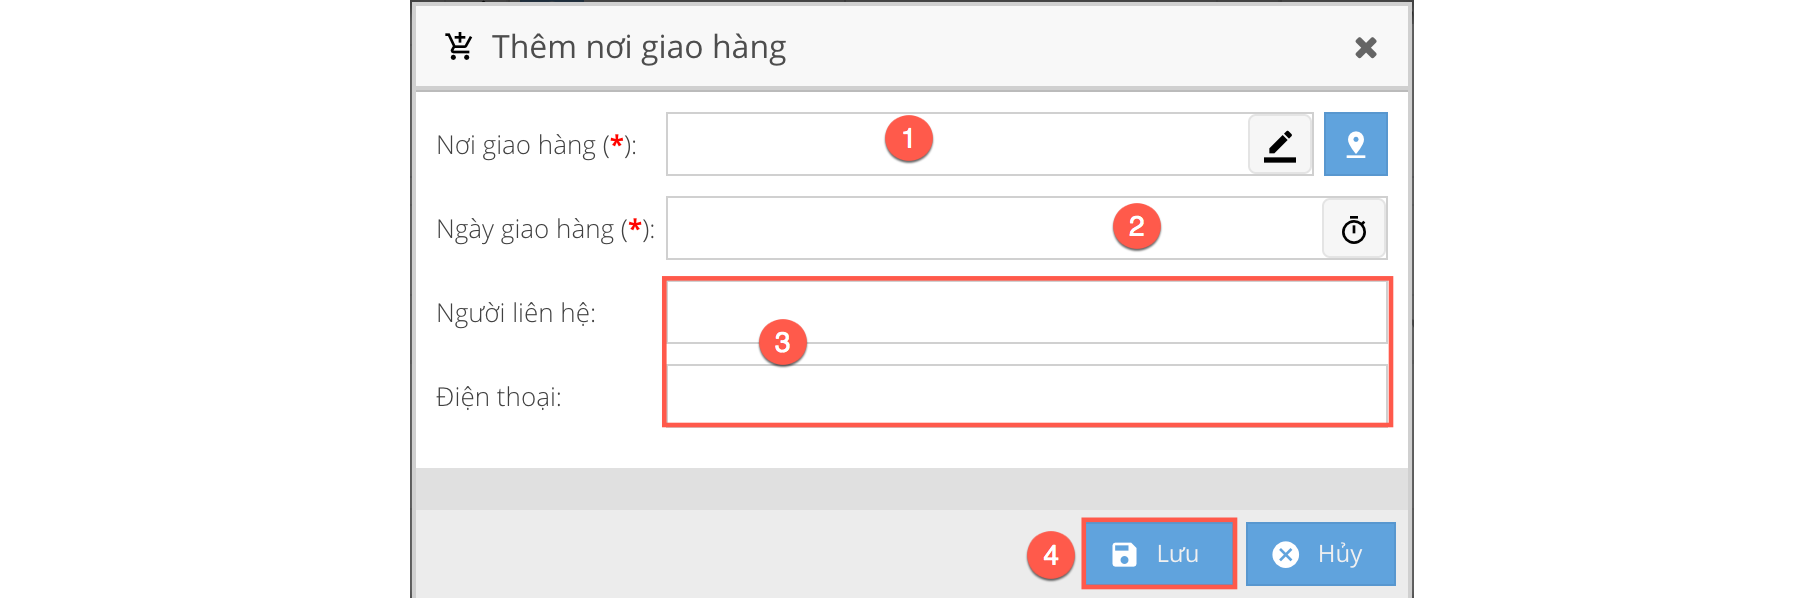 Thêm nơi giao hàng
Nơi giao hàng (*):
1
Ngày giao hàng (*):
2
Người liên hệ:
3
Điện thoại:
4
Lưu
Hủy